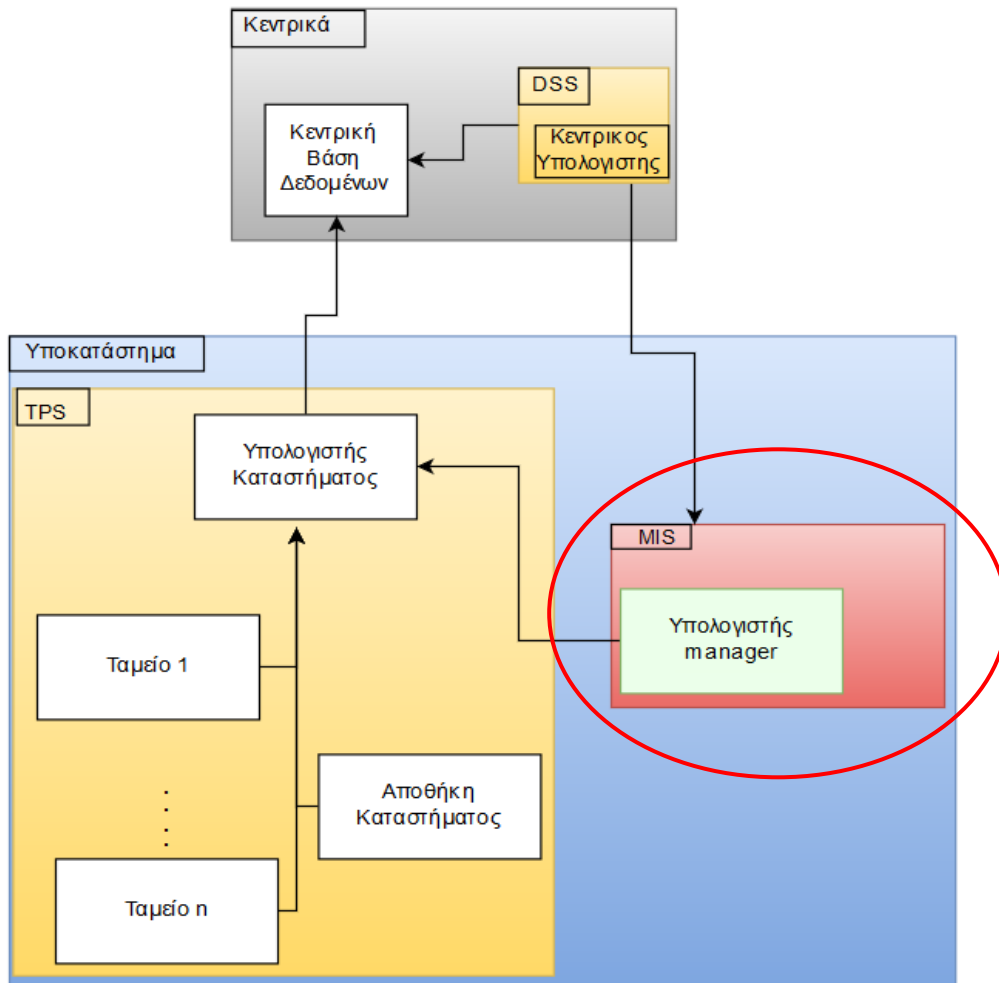 Κεντρικά
DSS
Κεντρική
Βάση
Δεδομένων
Κεντρικος
Υπολογιστης
Υποκατάστημα
TPS
Υπολογιστής
Καταστήματος
MIS
Υπολογιστής
manager
Ταμείο 1
Αποθήκη
Καταστήματος
Ταμείο n